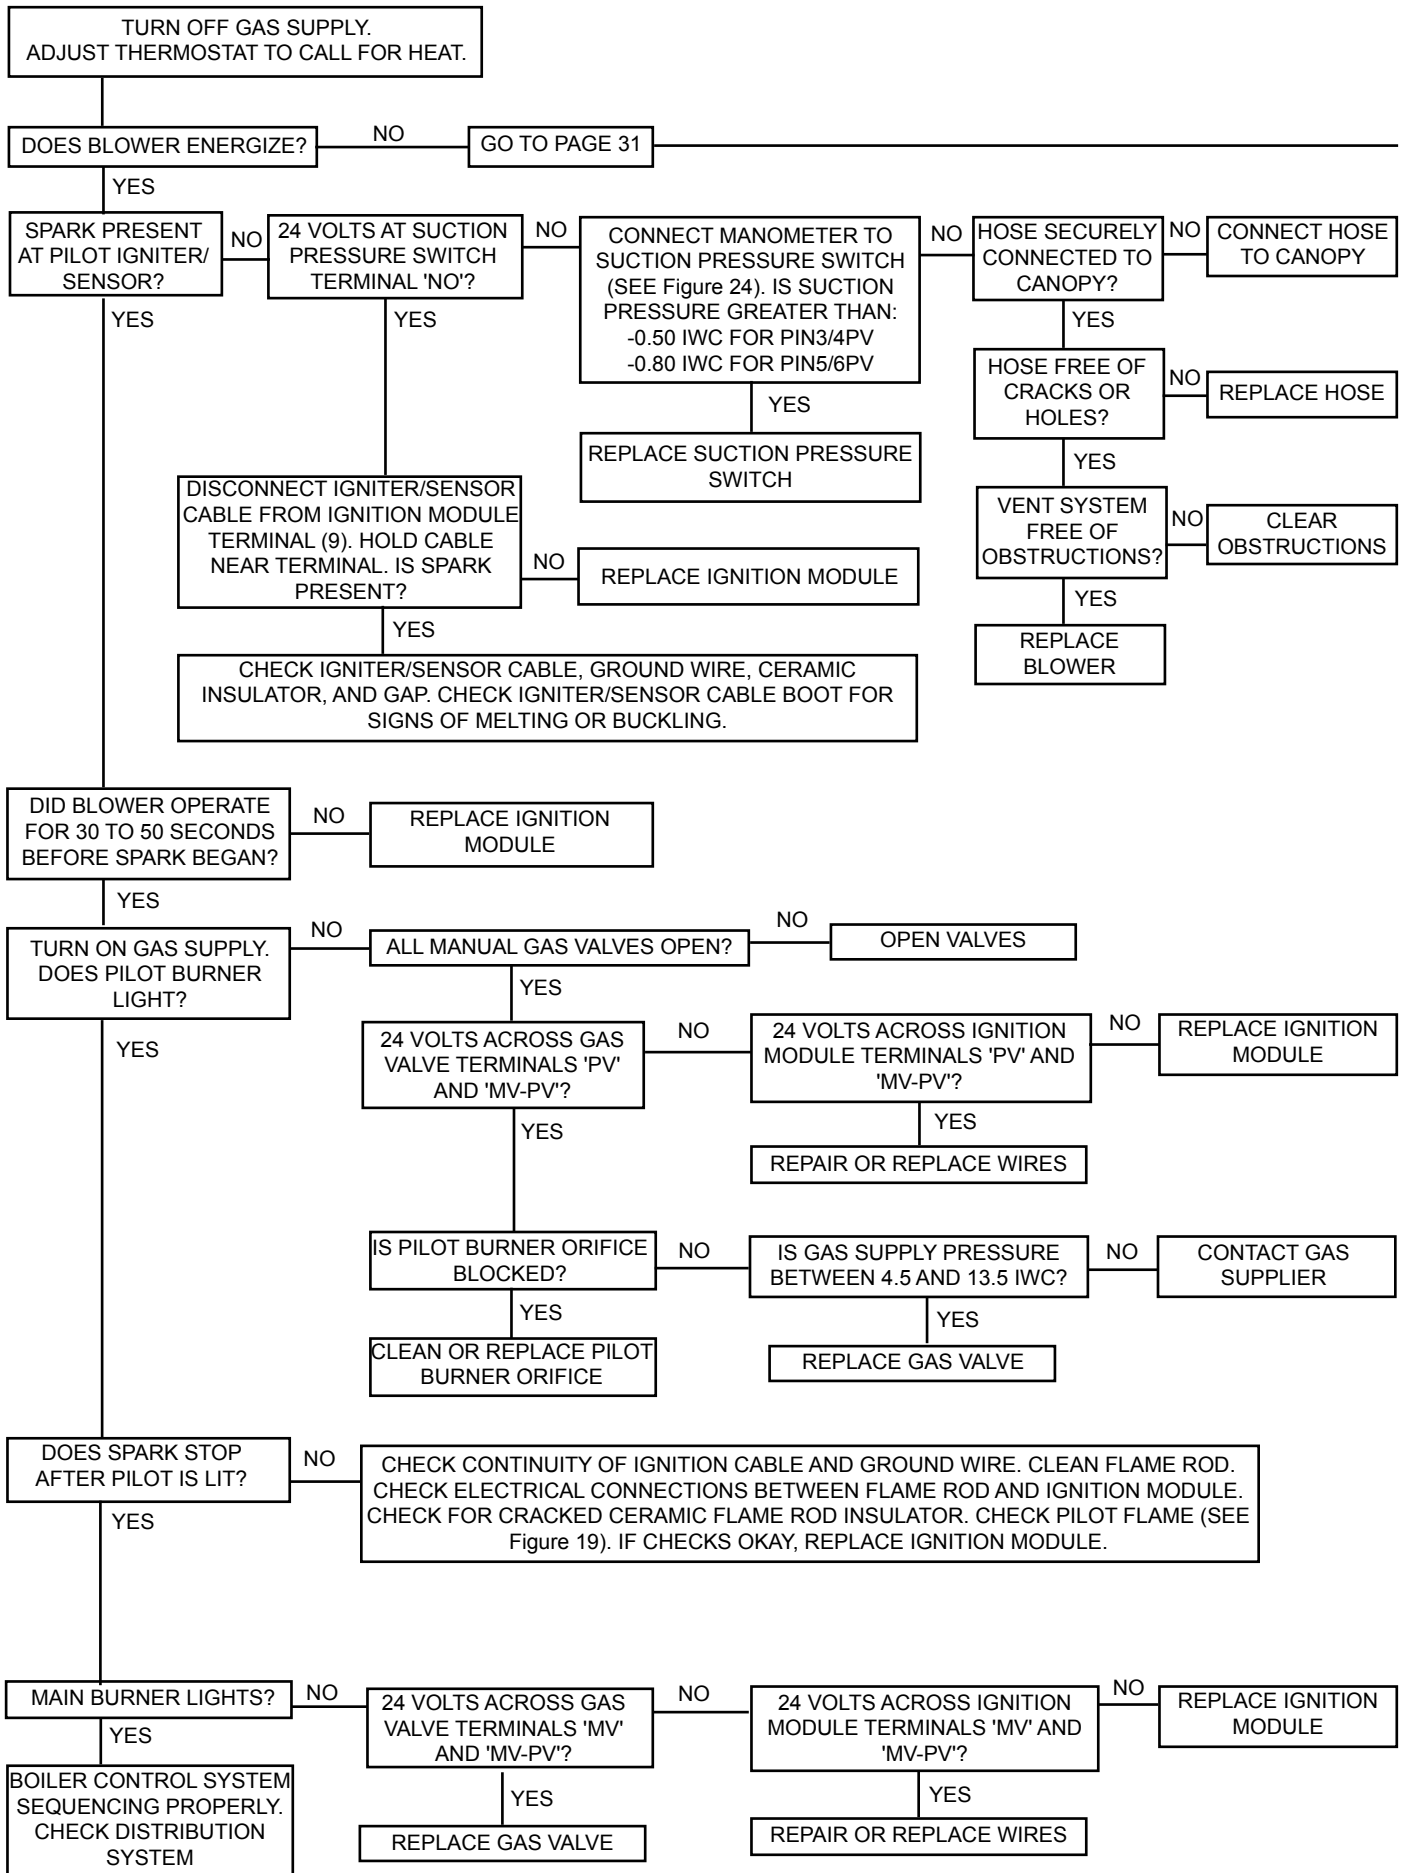 TURN OFF GAS SUPPLY.
ADJUST THERMOSTAT TO CALL FOR HEAT.
DOES BLOWER ENERGIZE?
NO
GO TO PAGE 31
YES
SPARK PRESENT
AT PILOT IGNITER/
SENSOR?
NO
24 VOLTS AT SUCTION
PRESSURE SWITCH
TERMINAL 'NO'?
NO
CONNECT MANOMETER TO
SUCTION PRESSURE SWITCH
(SEE Figure 24). IS SUCTION
PRESSURE GREATER THAN:
-0.50 IWC FOR PIN3/4PV
-0.80 IWC FOR PIN5/6PV
NO
HOSE SECURELY
CONNECTED TO
CANOPY?
NO
CONNECT HOSE
TO CANOPY
YES
YES
YES
HOSE FREE OF
CRACKS OR
HOLES?
NO
REPLACE HOSE
YES
REPLACE SUCTION PRESSURE
SWITCH
YES
DISCONNECT IGNITER/SENSOR
CABLE FROM IGNITION MODULE
TERMINAL (9). HOLD CABLE
NEAR TERMINAL. IS SPARK
PRESENT?
NO
REPLACE IGNITION MODULE
VENT SYSTEM
FREE OF
OBSTRUCTIONS?
NO
CLEAR
OBSTRUCTIONS
YES
YES
REPLACE
BLOWER
CHECK IGNITER/SENSOR CABLE, GROUND WIRE, CERAMIC
INSULATOR, AND GAP. CHECK IGNITER/SENSOR CABLE BOOT FOR
SIGNS OF MELTING OR BUCKLING.
DID BLOWER OPERATE
FOR 30 TO 50 SECONDS
BEFORE SPARK BEGAN?
NO
REPLACE IGNITION
MODULE
YES
TURN ON GAS SUPPLY.
DOES PILOT BURNER
LIGHT?
NO
ALL MANUAL GAS VALVES OPEN?
NO
OPEN VALVES
YES
YES
24 VOLTS ACROSS GAS
VALVE TERMINALS 'PV'
AND 'MV-PV'?
NO
24 VOLTS ACROSS IGNITION
MODULE TERMINALS 'PV' AND
'MV-PV'?
NO
REPLACE IGNITION
MODULE
YES
YES
REPAIR OR REPLACE WIRES
IS PILOT BURNER ORIFICE
BLOCKED?
NO
IS GAS SUPPLY PRESSURE
BETWEEN 4.5 AND 13.5 IWC?
NO
CONTACT GAS
SUPPLIER
YES
YES
CLEAN OR REPLACE PILOT
BURNER ORIFICE
REPLACE GAS VALVE
DOES SPARK STOP
AFTER PILOT IS LIT?
NO
CHECK CONTINUITY OF IGNITION CABLE AND GROUND WIRE. CLEAN FLAME ROD.
CHECK ELECTRICAL CONNECTIONS BETWEEN FLAME ROD AND IGNITION MODULE.
CHECK FOR CRACKED CERAMIC FLAME ROD INSULATOR. CHECK PILOT FLAME (SEE
Figure 19). IF CHECKS OKAY, REPLACE IGNITION MODULE.
YES
MAIN BURNER LIGHTS?
NO
24 VOLTS ACROSS GAS
VALVE TERMINALS 'MV'
AND 'MV-PV'?
NO
24 VOLTS ACROSS IGNITION
MODULE TERMINALS 'MV' AND
'MV-PV'?
NO
REPLACE IGNITION
MODULE
YES
YES
YES
BOILER CONTROL SYSTEM
SEQUENCING PROPERLY.
CHECK DISTRIBUTION
SYSTEM
REPLACE GAS VALVE
REPAIR OR REPLACE WIRES